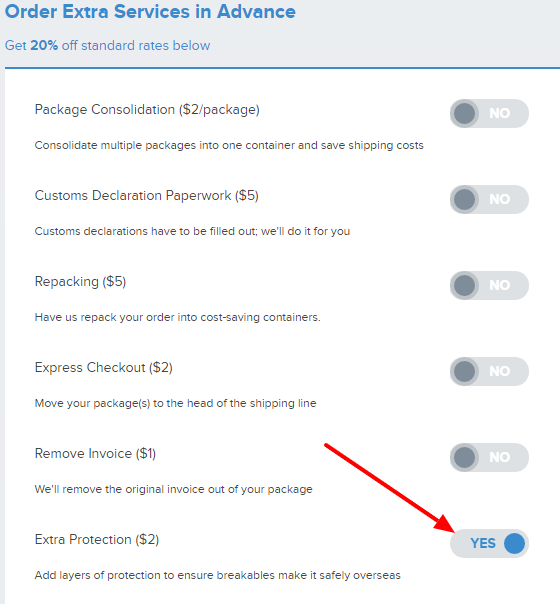 Order Extra Services in Advance
Get 20% off standard rates below
Package Consolidation ($2/package)
NO
Consolidate multiple packages into one container and save shipping costs
Customs Declaration Paperwork ($5)
NO
Customs declarations have to be filled out; we'll do it for you
Repacking ($5)
NO
Have us repack your order into cost-saving containers.
Express Checkout ($2)
NO
Move your package(s) to the head of the shipping line
Remove Invoice ($1)
NO
We'll remove the original invoice out of your package
Extra Protection ($2)
YES
Add layers of protection to ensure breakables make it safely overseas